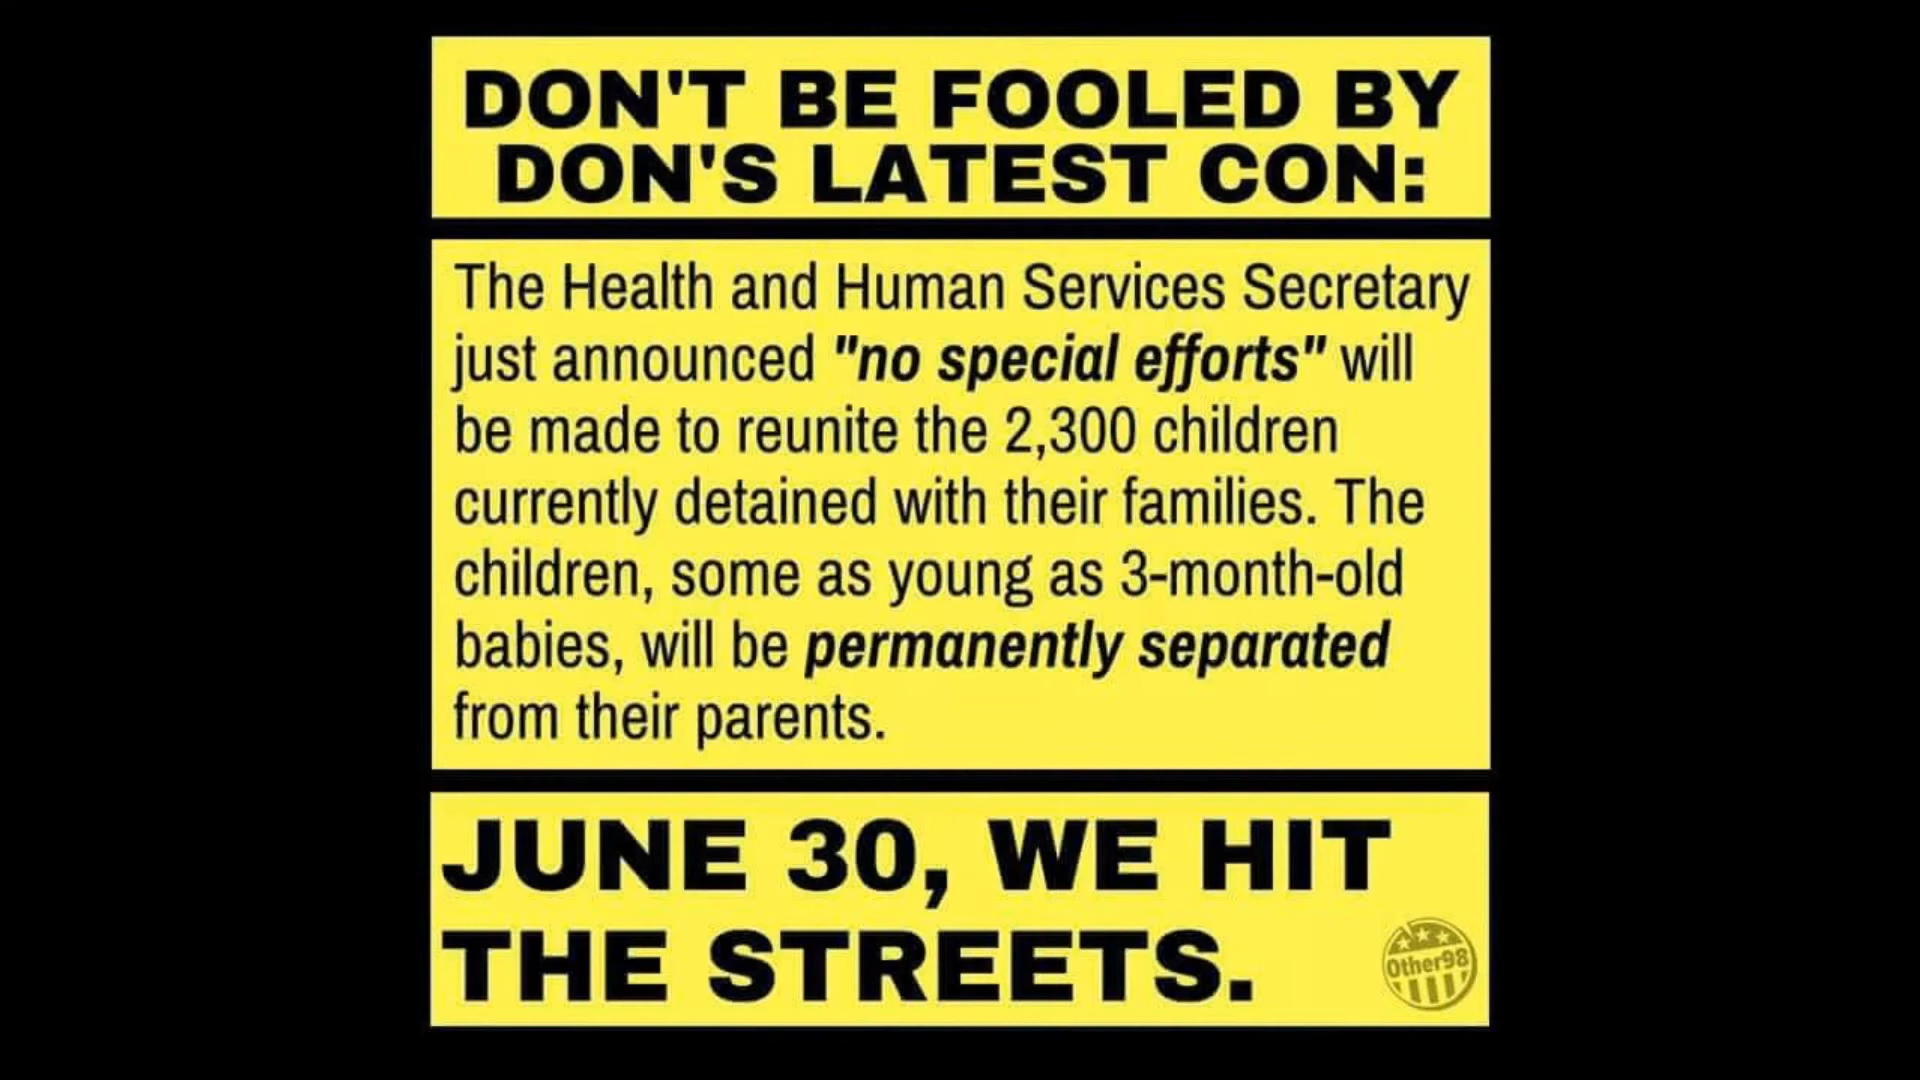 DON'T BE FOOLED BY
DON'S LATEST CON:
The Health and Human Services Secretary
just announced "no special efforts" will
be made to reunite the 2,300 children
currently detained with their families. The
children, some as young as 3-month-old
babies, will be permanently separated
from their parents.
JUNE 30, WE HIT
THE STREETS.
Other98